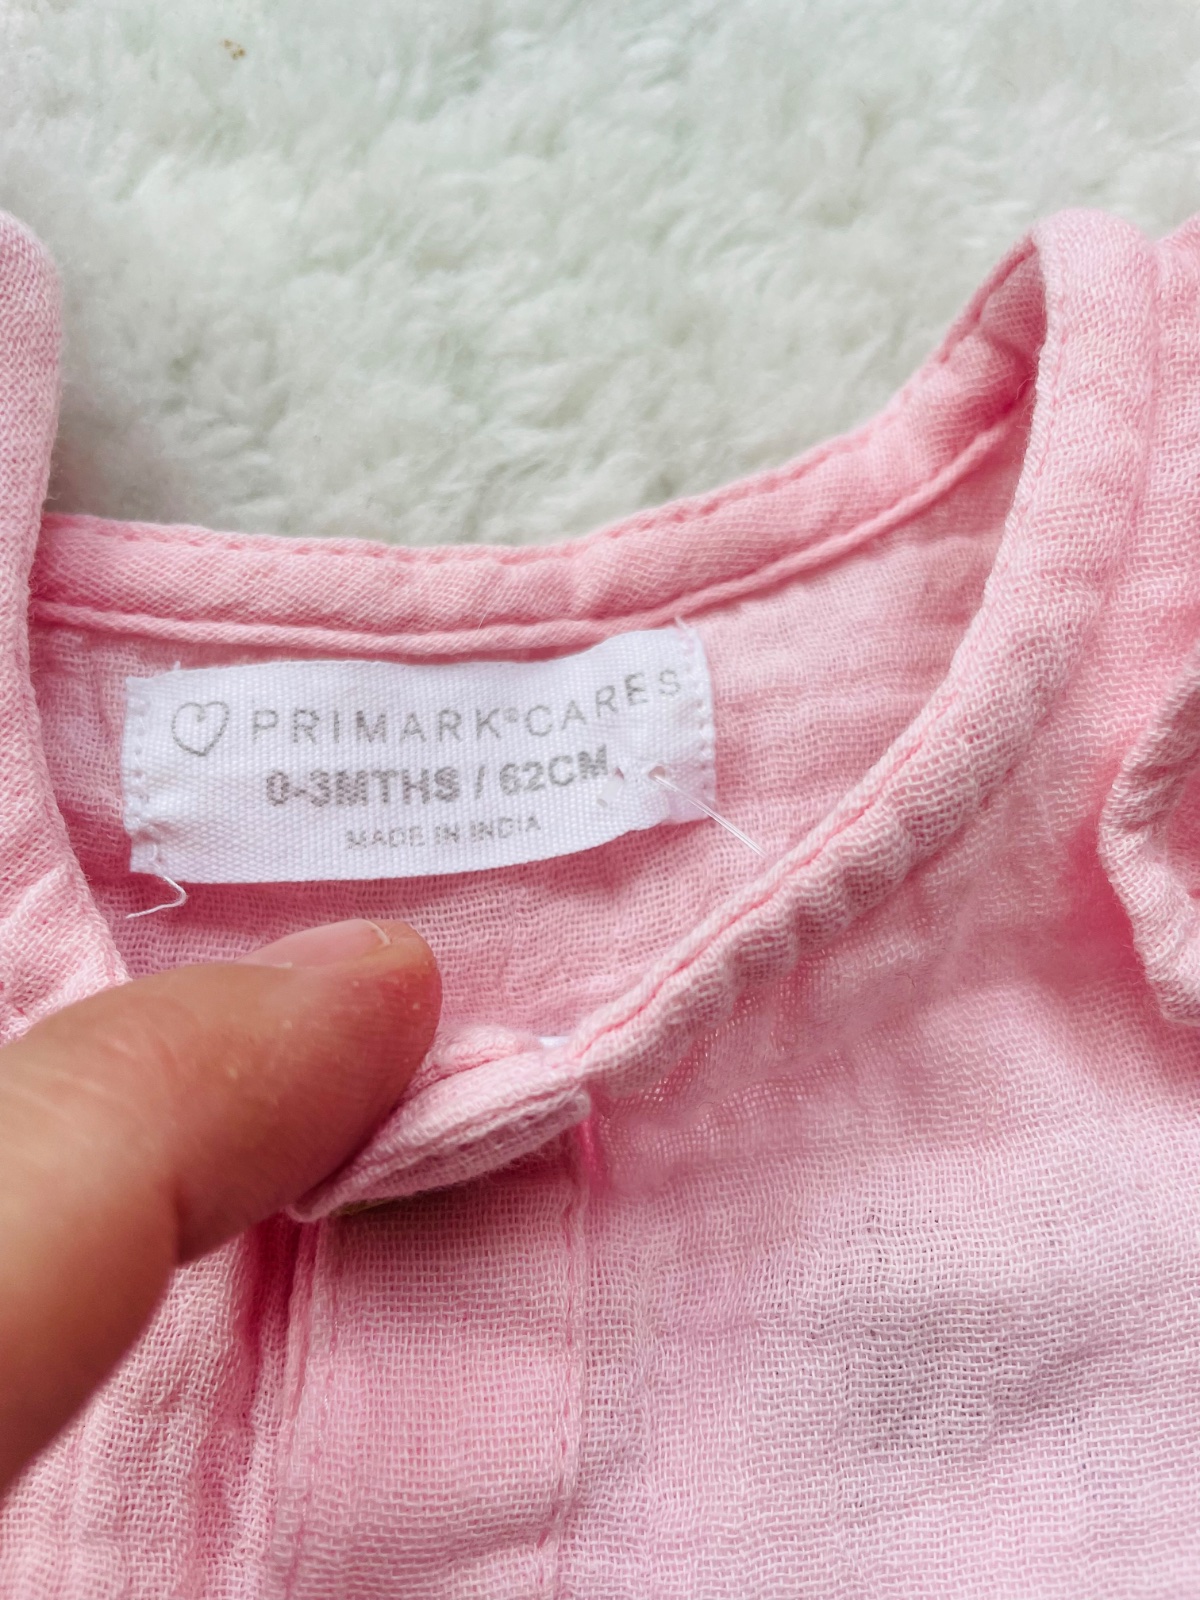 PRIMARK® CARES
0-3MTHS / 62CM
MADE IN INDIA